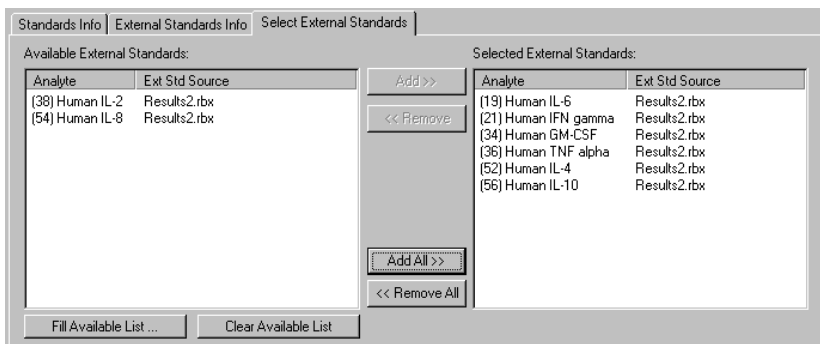 Standards Info External Standards Info Select External Standards
Available External Standards:
Analyte Ext Std Source
(38) Human IL-2 Results2.rbx
(54) Human IL-8 Results2.rbx
Add >>
<< Remove
Add All >>
<< Remove All
Selected External Standards:
Analyte Ext Std Source
(19) Human IL-6 Results2.rbx
(21) Human IFN gamma Results2.rbx
(34) Human GM-CSF Results2.rbx
(36) Human TNF alpha Results2.rbx
(52) Human IL-4 Results2.rbx
(56) Human IL-10 Results2.rbx
Fill Available List ... Clear Available List